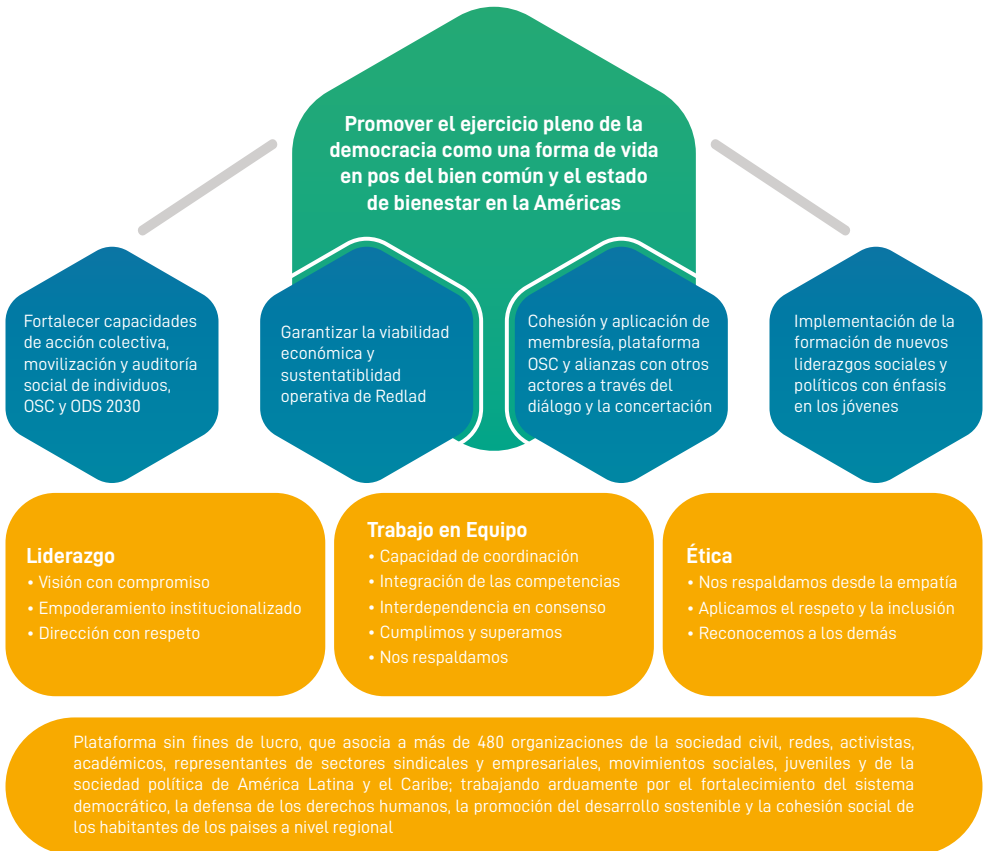 Promover el ejercicio pleno de la
democracia como una forma de vida
en pos del bien común y el estado
de bienestar en la Américas
Fortalecer capacidades
de acción colectiva,
movilización y auditoría
social de individuos,
OSC y ODS 2030
Garantizar la viabilidad
económica y
sustentatiblidad
operativa de Redlad
Cohesión y aplicación de
membresía, plataforma
OSC y alianzas con otros
actores a través del
diálogo y la concertación
Implementación de la
formación de nuevos
liderazgos sociales y
políticos con énfasis
en los jóvenes
Liderazgo
• Visión con compromiso
• Empoderamiento institucionalizado
• Dirección con respeto
Trabajo en Equipo
• Capacidad de coordinación
• Integración de las competencias
• Interdependencia en consenso
• Cumplimos y superamos
• Nos respaldamos
Ética
• Nos respaldamos desde la empatía
• Aplicamos el respeto y la inclusión
• Reconocemos a los demás
Plataforma sin fines de lucro, que asocia a más de 480 organizaciones de la sociedad civil, redes, activistas,
académicos, representantes de sectores sindicales y empresariales, movimientos sociales, juveniles y de la
sociedad política de América Latina y el Caribe; trabajando arduamente por el fortalecimiento del sistema
democrático, la defensa de los derechos humanos, la promoción del desarrollo sostenible y la cohesión social de
los habitantes de los paises a nivel regional